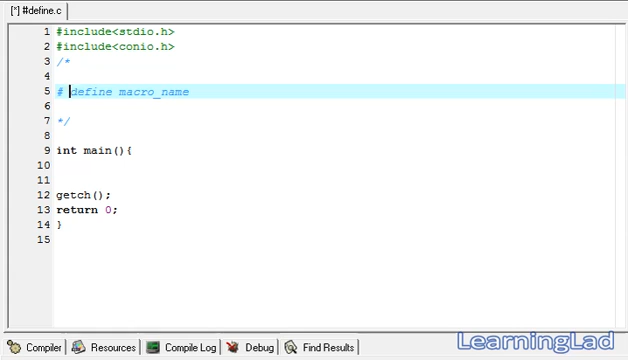 [*] #define.c
1 #include<stdio.h>
2 #include<conio.h>
3 /*
4
5 # define macro_name
6
7 */
8
9 int main(){
10
11
12 getch();
13 return 0;
14 }
15
Compiler Resources Compile Log Debug Find Results
LearningLad